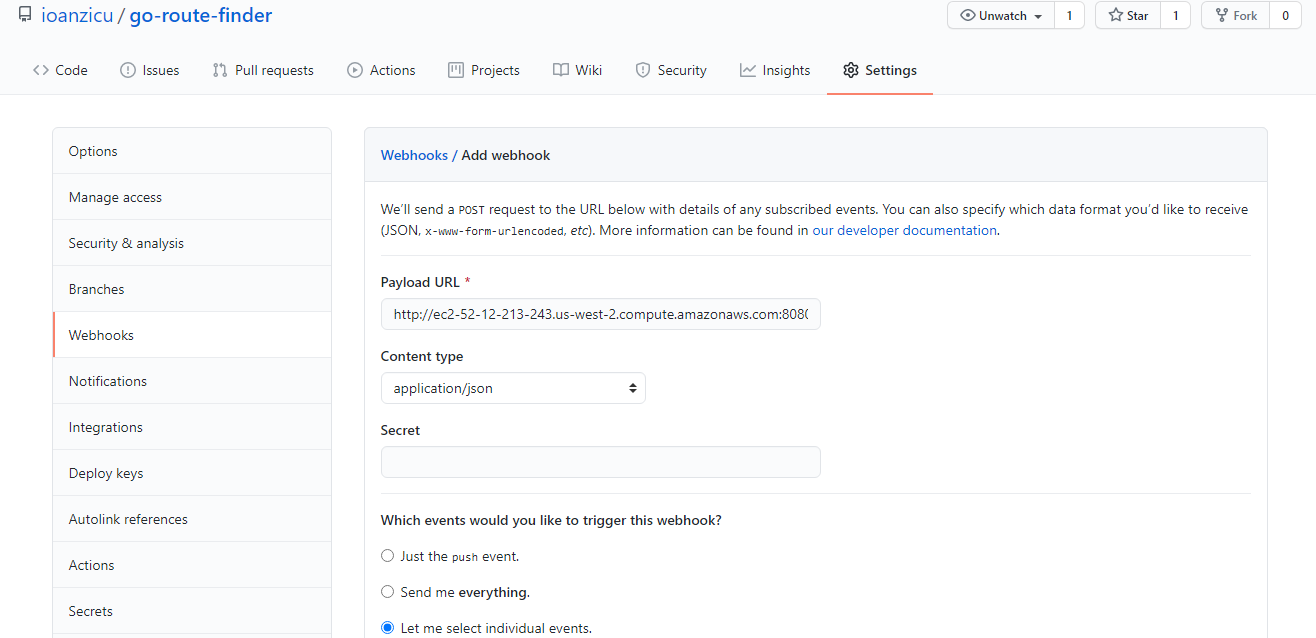 ioanzicu / go-route-finder
Unwatch 1 Star 1 Fork 0
Code Issues Pull requests Actions Projects Wiki Security Insights Settings
Options
Manage access
Security & analysis
Branches
Webhooks
Notifications
Integrations
Deploy keys
Autolink references
Actions
Secrets
Webhooks / Add webhook
We’ll send a POST request to the URL below with details of any subscribed events. You can also specify which data format you’d like to receive
(JSON, x-www-form-urlencoded, etc). More information can be found in our developer documentation.
Payload URL *
http://ec2-52-12-213-243.us-west-2.compute.amazonaws.com:8080
Content type
application/json
Secret
Which events would you like to trigger this webhook?
Just the push event.
Send me everything.
Let me select individual events.